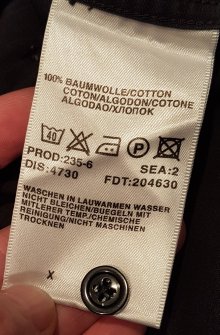 100% BAUMWOLLE/COTTON
COTON/ALGODON/COTONE
ALGODAO/ХЛОПОК
40 P
PROD:235-6 SEA:2
DIS:4730 FDT:204630
WASCHEN IN LAUWARMEN WASSER
NICHT BLEICHEN/BUEGELN MIT
MITLERER TEMP./CHEMISCHE
REINIGUNG/NICHT MASCHINEN
TROCKNEN
X